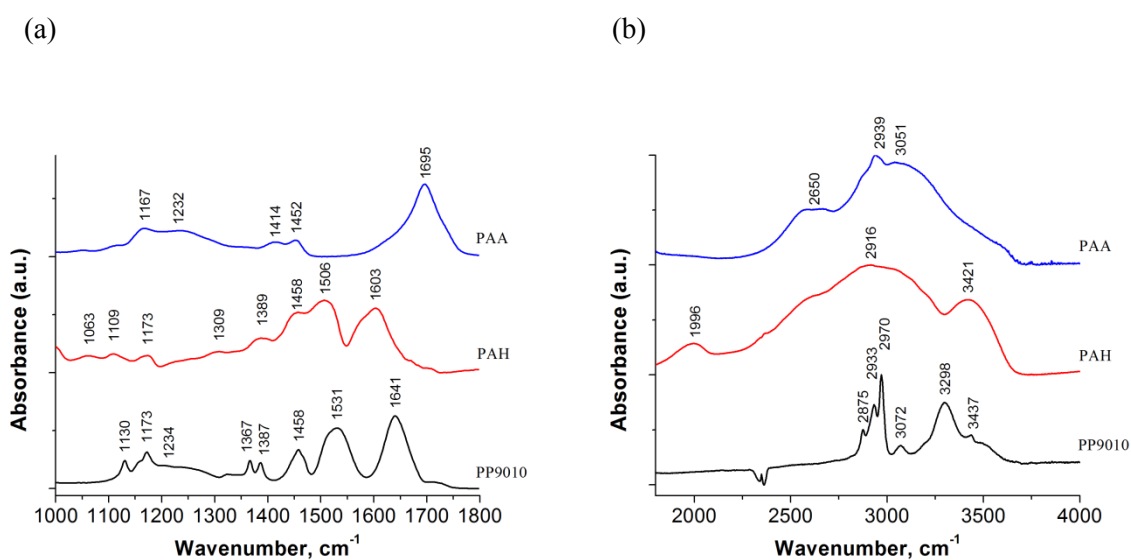 (a)
(b)
Absorbance (a.u.)
1167
1232
1414
1452
1695
PAA
1063
1109
1173
1309
1389
1458
1506
1603
PAH
1130
1173
1234
1367
1387
1458
1531
1641
PP9010
1000 1100 1200 1300 1400 1500 1600 1700 1800
Wavenumber, cm-1
Absorbance (a.u.)
2650
2939
3051
PAA
1996
2916
3421
PAH
2875
2933
2970
3072
3298
3437
PP9010
2000 2500 3000 3500 4000
Wavenumber, cm-1